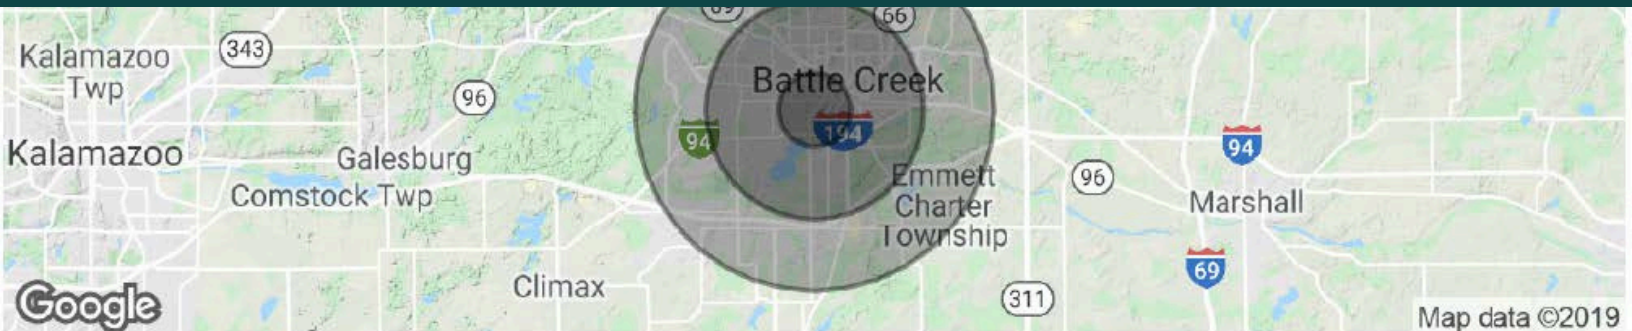 Kalamazoo
Twp
343
96
66
Battle Creek
94
194
Kalamazoo
Galesburg
Comstock Twp
Emmett
Charter
Township
96
94
Marshall
69
Climax
311
Google
Map data ©2019